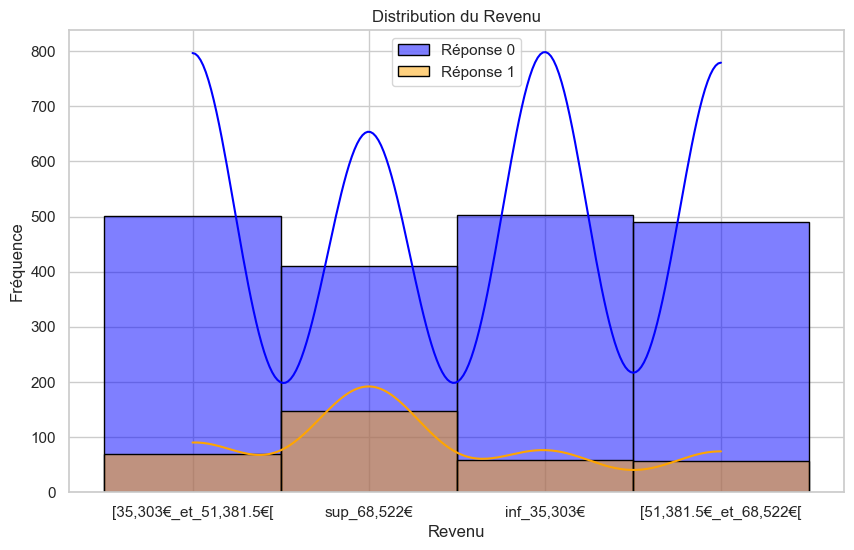 Distribution du Revenu
Réponse 0
Réponse 1
800
700
600
500
400
300
200
100
0
Fréquence
[35,303€_et_51,381.5€[
sup_68,522€
inf_35,303€
[51,381.5€_et_68,522€[
Revenu